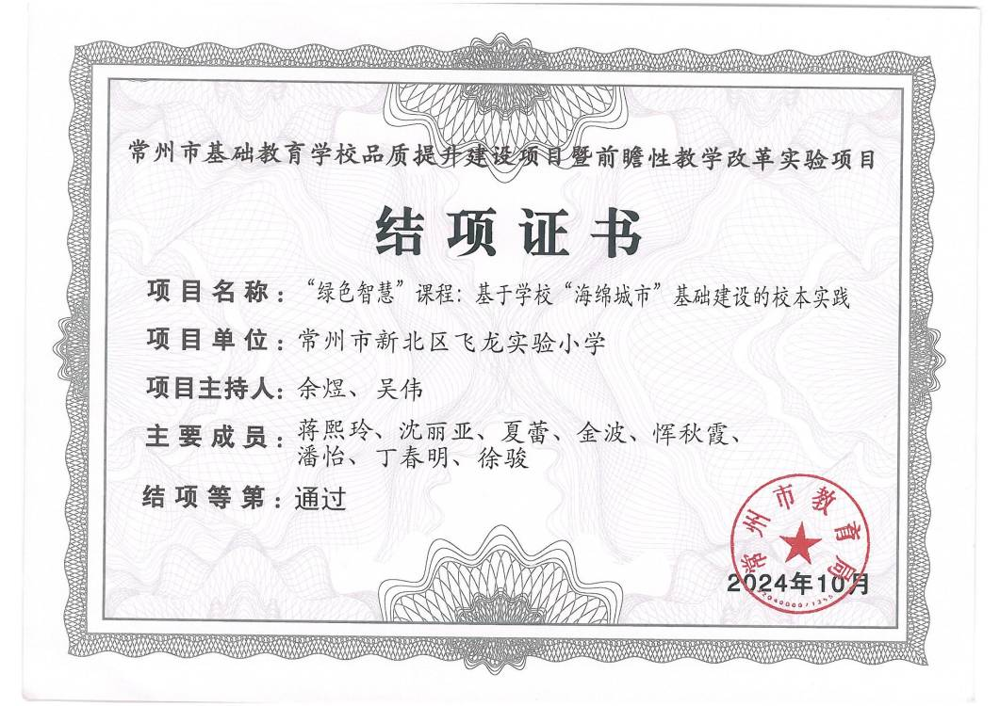 常州市基础教育学校品质提升建设项目暨前瞻性教学改革实验项目
结项证书
项目名称：“绿色智慧”课程：基于学校“海绵城市”基础建设的校本实践
项目单位：常州市新北区飞龙实验小学
项目主持人：余煜、吴伟
主要成员：蒋熙玲、沈丽亚、夏蕾、金波、恽秋霞、
潘怡、丁春明、徐骏
结项等第：通过
常州市教育局
2024年10月